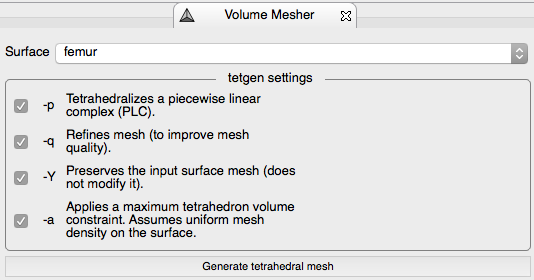 Volume Mesher
Surface femur
tetgen settings
-p Tetrahedralizes a piecewise linear
complex (PLC).
-q Refines mesh (to improve mesh
quality).
-Y Preserves the input surface mesh (does
not modify it).
-a Applies a maximum tetrahedron volume
constraint. Assumes uniform mesh
density on the surface.
Generate tetrahedral mesh